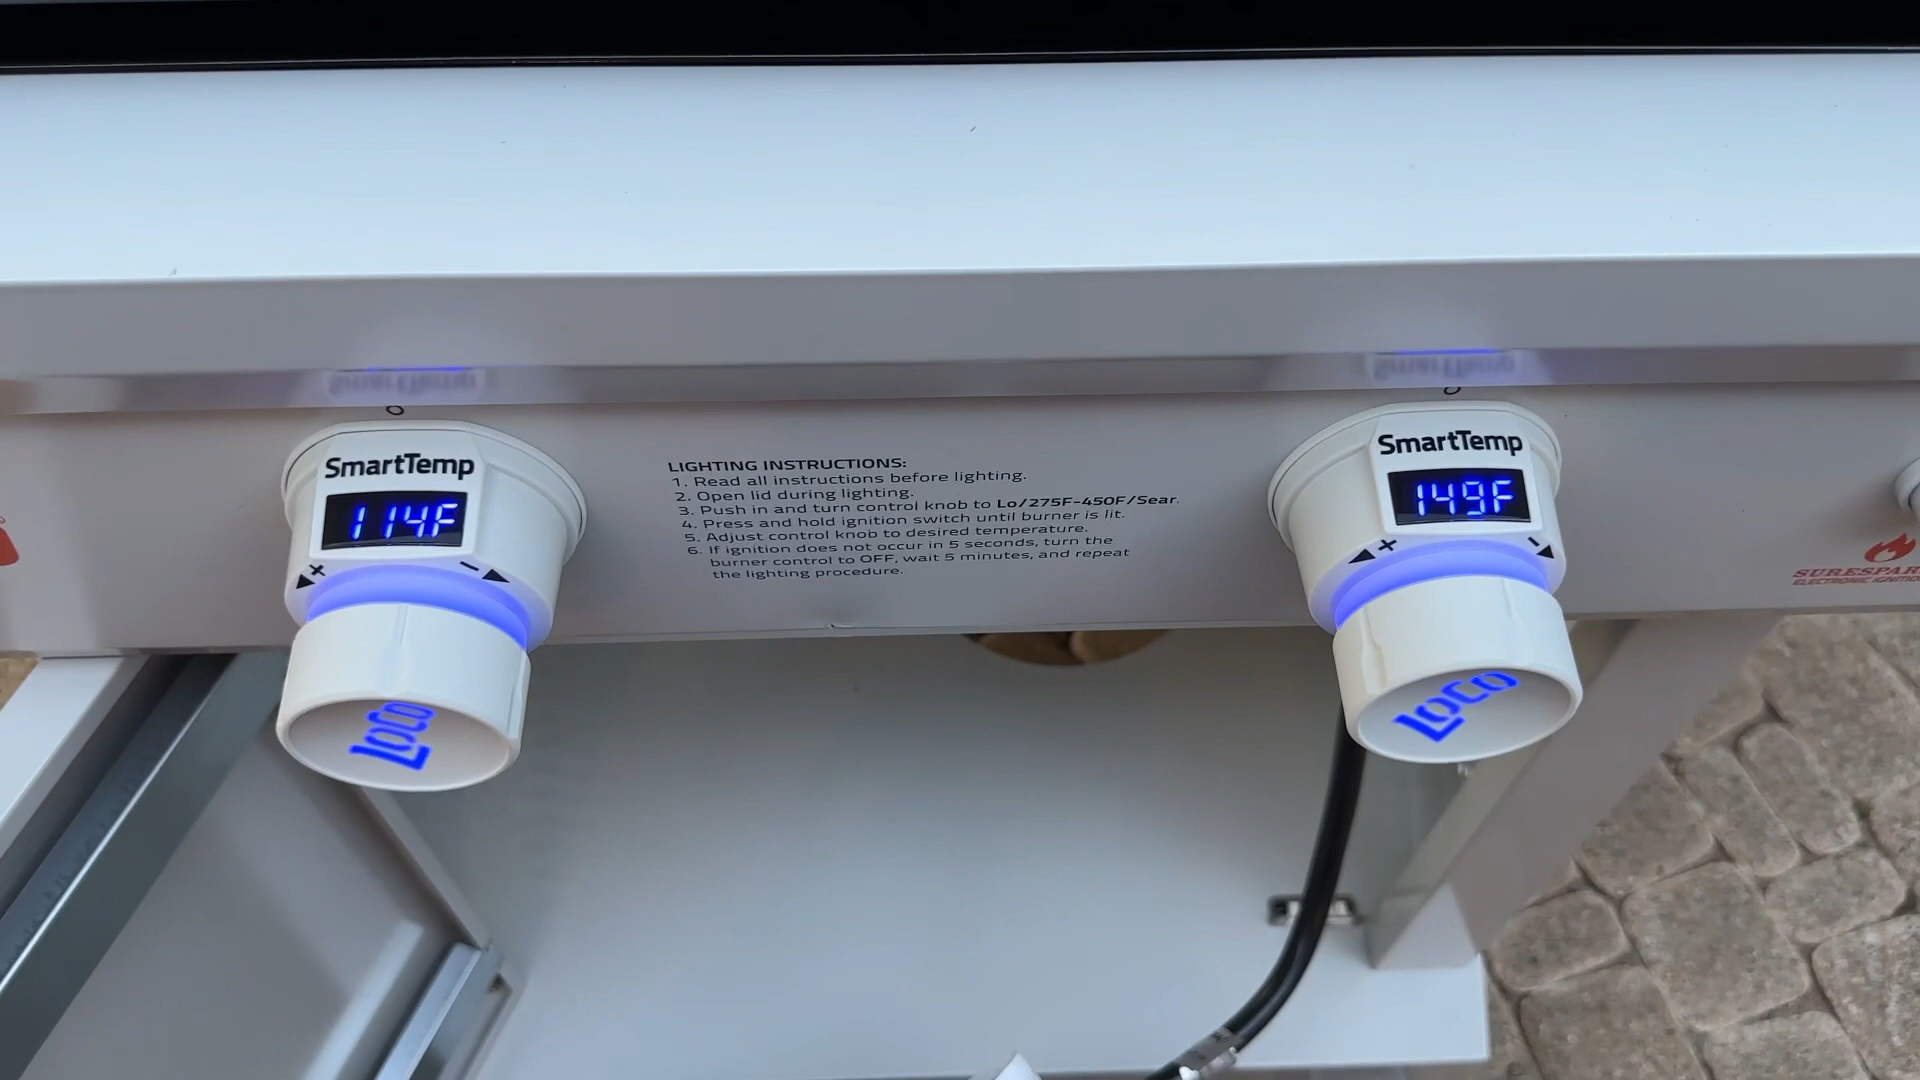 SmartTemp
114F
+ -
LOCO
LIGHTING INSTRUCTIONS:
1. Read all instructions before lighting.
2. Open lid during lighting.
3. Push in and turn control knob to Lo/275F-450F/Sear.
4. Press and hold ignition switch until burner is lit.
5. Adjust control knob to desired temperature.
6. If ignition does not occur in 5 seconds, turn the
burner control to OFF, wait 5 minutes, and repeat
the lighting procedure.
SmartTemp
149F
+ -
LOCO